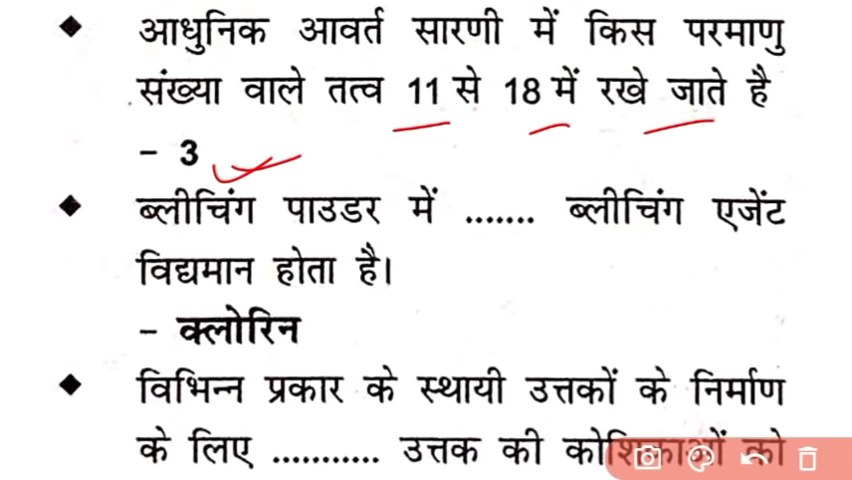 ◆ आधुनिक आवर्त सारणी में किस परमाणु
संख्या वाले तत्व 11 से 18 में रखे जाते है
– 3
◆ ब्लीचिंग पाउडर में ....... ब्लीचिंग एजेंट
विद्यमान होता है।
– क्लोरिन
◆ विभिन्न प्रकार के स्थायी उत्तकों के निर्माण
के लिए ........... उत्तक की कोशिकाओं को